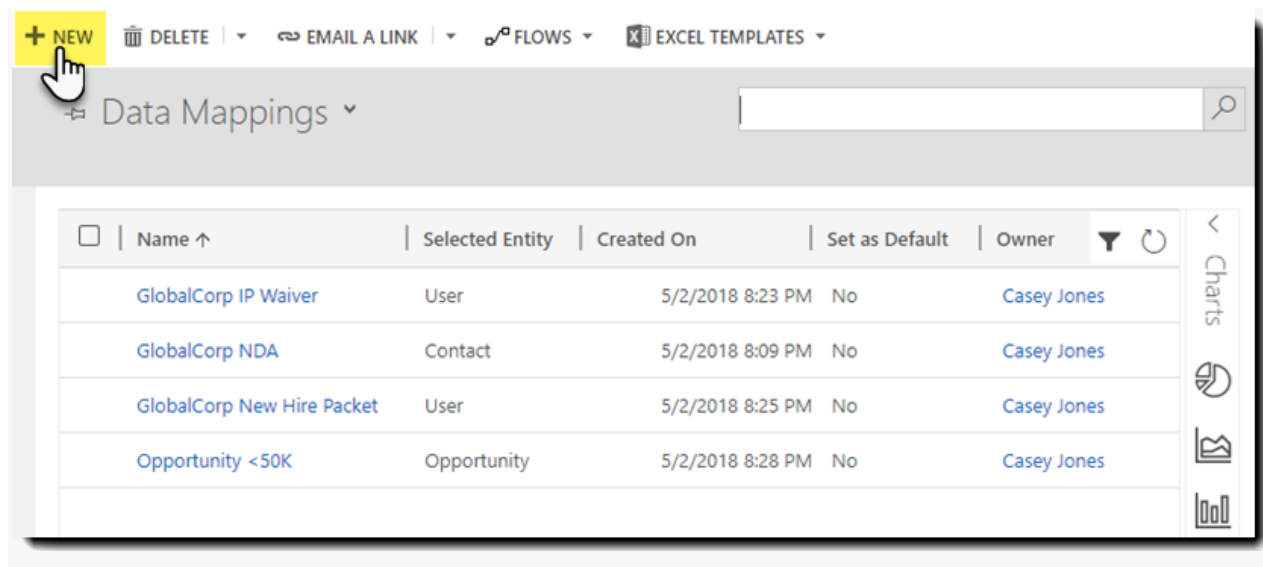 + NEW DELETE EMAIL A LINK FLOWS EXCEL TEMPLATES
Data Mappings
Name ↑ Selected Entity Created On Set as Default Owner
Charts
GlobalCorp IP Waiver User 5/2/2018 8:23 PM No Casey Jones
GlobalCorp NDA Contact 5/2/2018 8:09 PM No Casey Jones
GlobalCorp New Hire Packet User 5/2/2018 8:25 PM No Casey Jones
Opportunity <50K Opportunity 5/2/2018 8:28 PM No Casey Jones